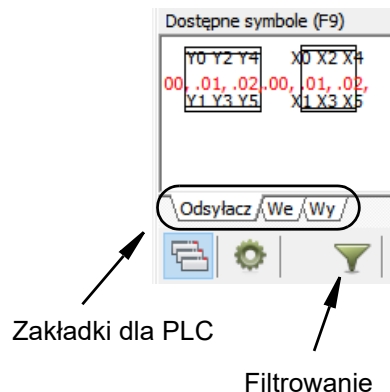 Dostępne symbole (F9)
Y0 Y2 Y4 X0 X2 X4
00, .01, .02, .00, .01, .02,
Y1 Y3 Y5 X1 X3 X5
Odsyłacz We Wy
Zakładki dla PLC
Filtrowanie